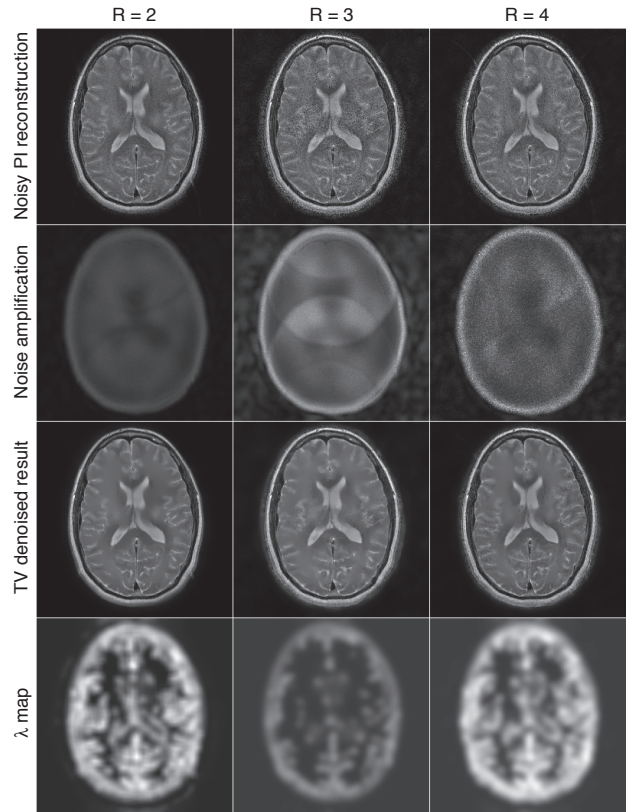 R = 2
R = 3
R = 4
Noisy PI reconstruction
Noise amplification
TV denoised result
λ map